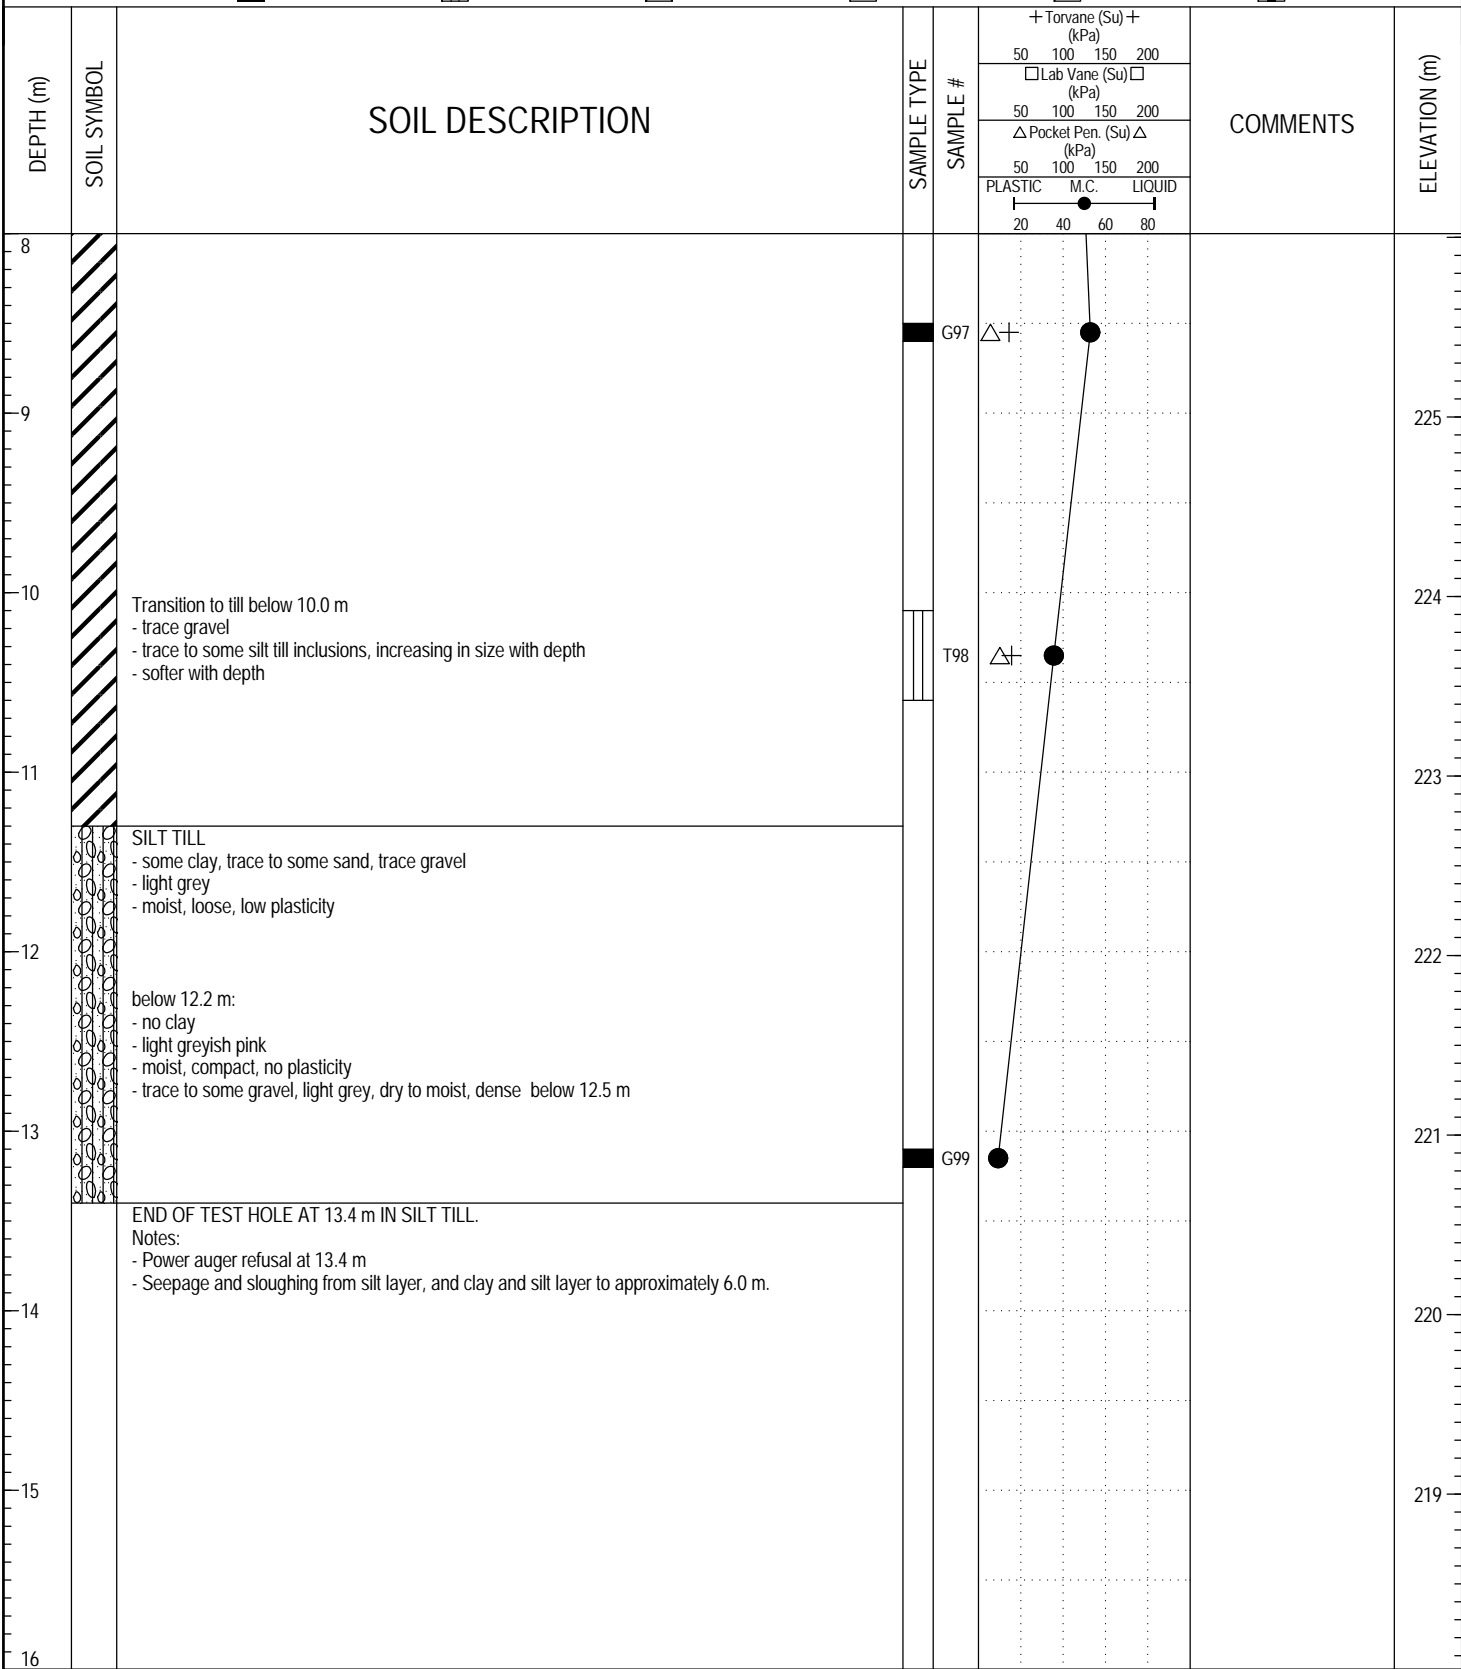 DEPTH (m)
SOIL SYMBOL
SOIL DESCRIPTION
SAMPLE TYPE
SAMPLE #
+ Torvane (Su) +
(kPa)
50 100 150 200
□ Lab Vane (Su) □
(kPa)
50 100 150 200
△ Pocket Pen. (Su) △
(kPa)
50 100 150 200
PLASTIC M.C. LIQUID
20 40 60 80
COMMENTS
ELEVATION (m)
8
G97
9
225
10
224
Transition to till below 10.0 m
- trace gravel
- trace to some silt till inclusions, increasing in size with depth
- softer with depth
T98
11
223
SILT TILL
- some clay, trace to some sand, trace gravel
- light grey
- moist, loose, low plasticity
12
222
below 12.2 m:
- no clay
- light greyish pink
- moist, compact, no plasticity
- trace to some gravel, light grey, dry to moist, dense below 12.5 m
13
221
G99
END OF TEST HOLE AT 13.4 m IN SILT TILL.
Notes:
- Power auger refusal at 13.4 m
- Seepage and sloughing from silt layer, and clay and silt layer to approximately 6.0 m.
14
220
15
219
16